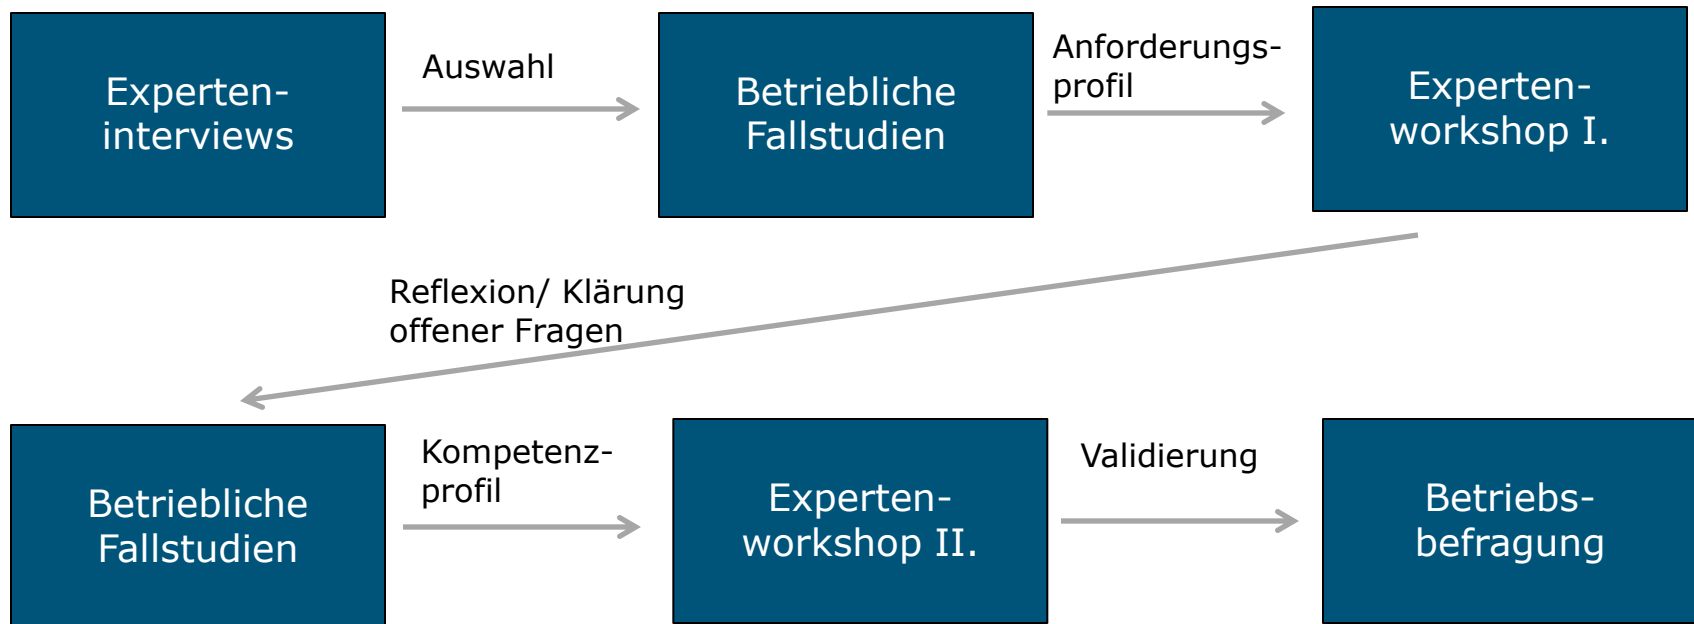 Experten-
interviews
Auswahl
Betriebliche
Fallstudien
Anforderungs-
profil
Experten-
workshop I.
Reflexion/ Klärung
offener Fragen
Betriebliche
Fallstudien
Kompetenz-
profil
Experten-
workshop II.
Validierung
Betriebs-
befragung